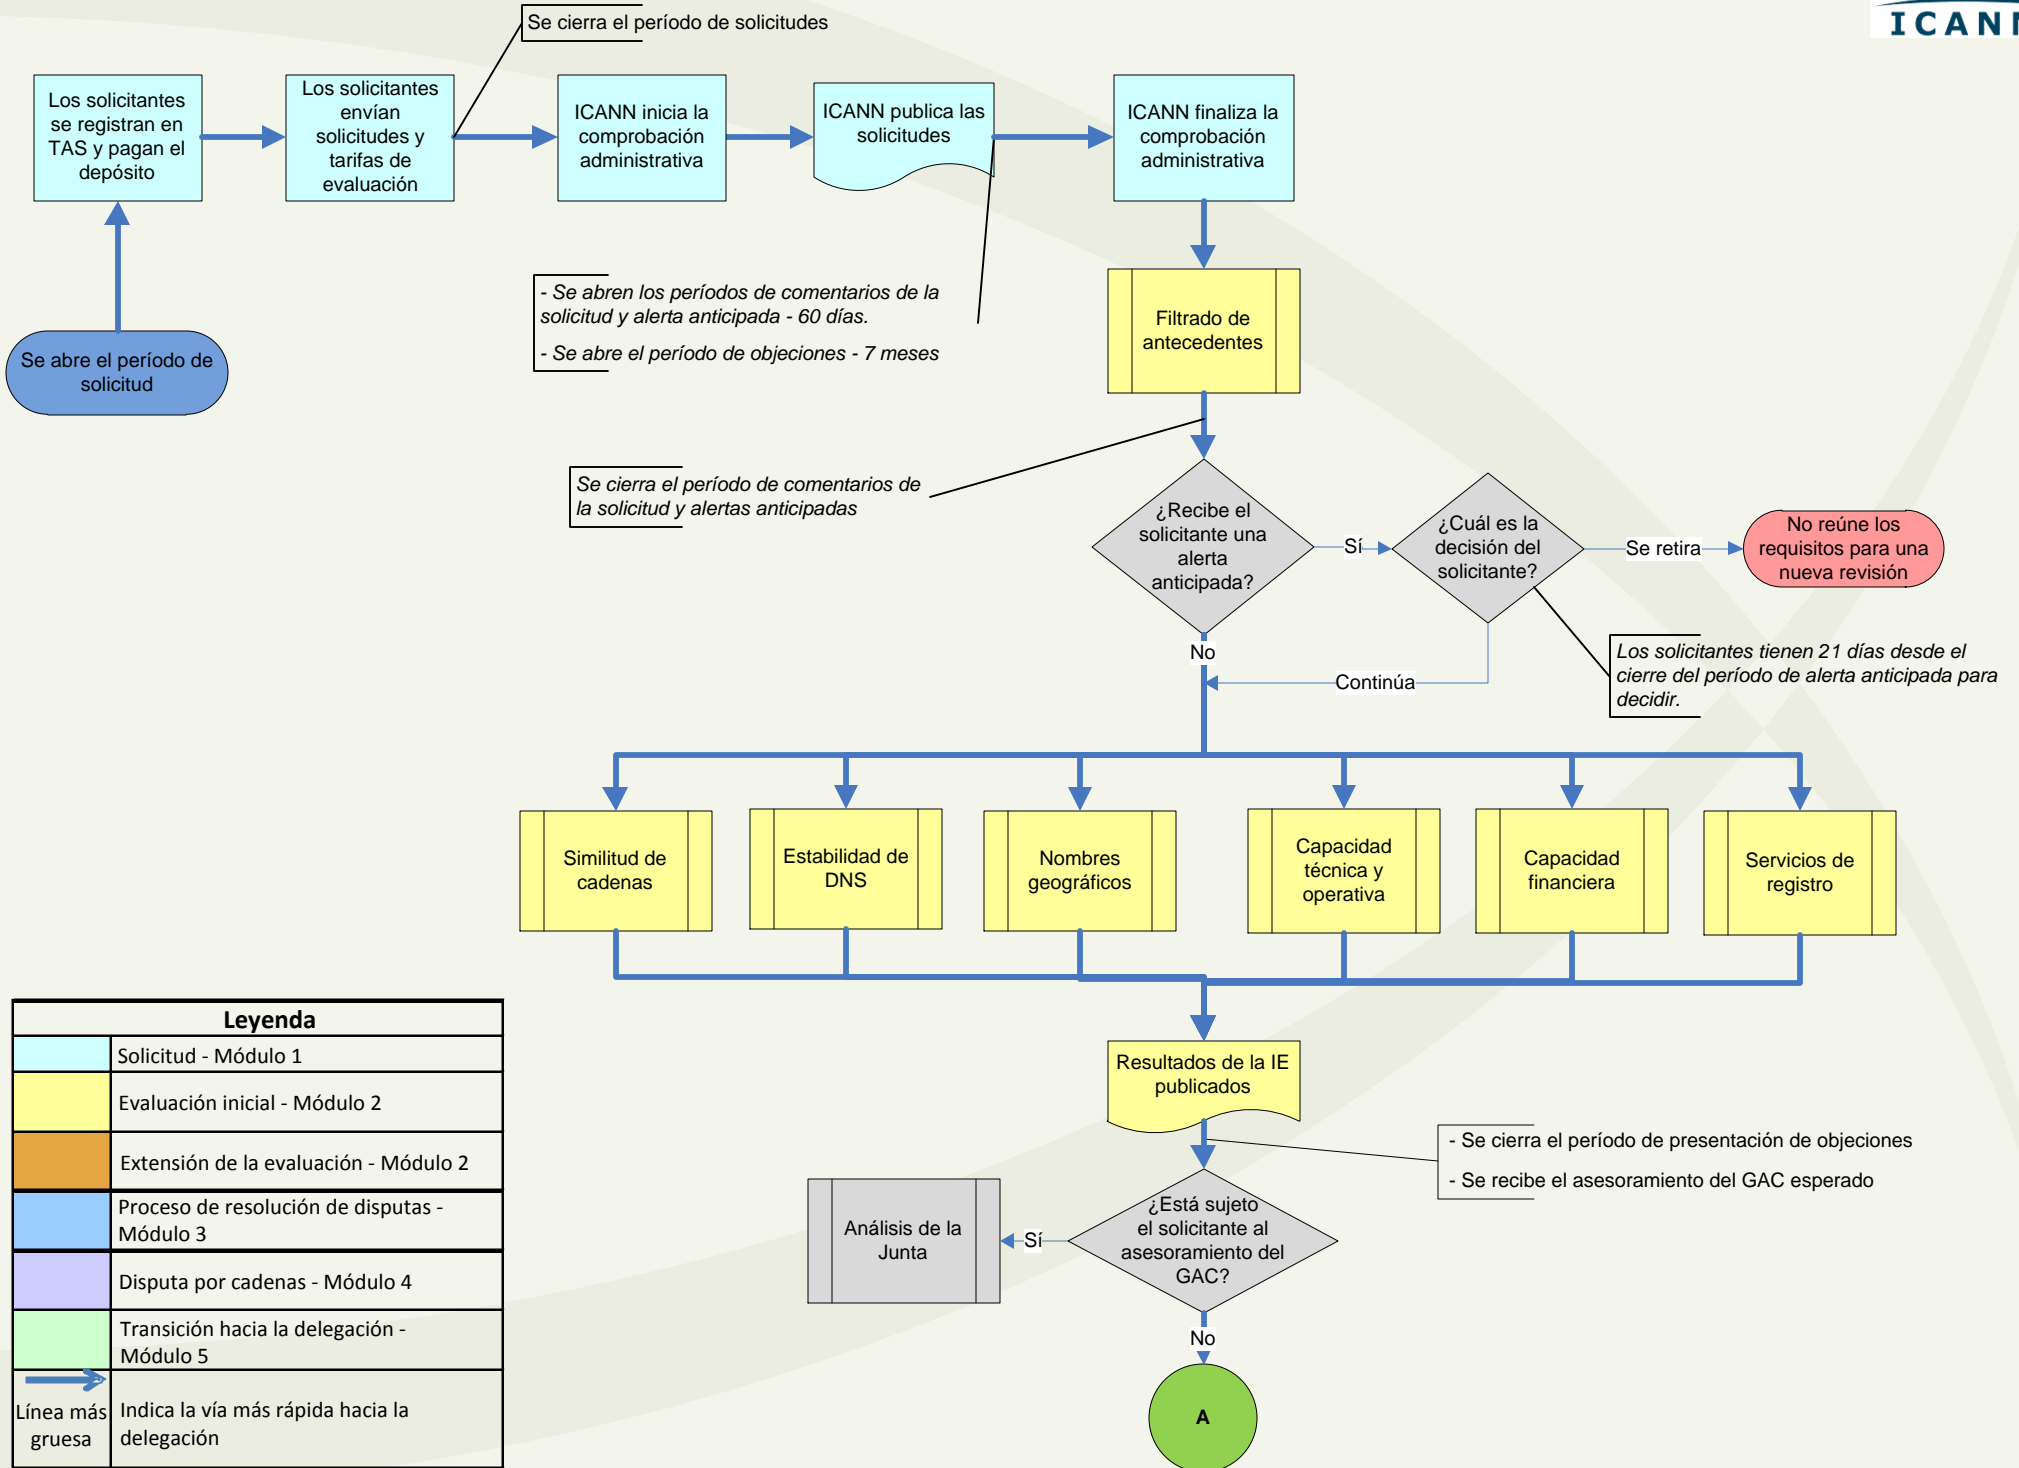 Se cierra el período de solicitudes
ICANN
Los solicitantes
se registran en
TAS y pagan el
depósito
Los solicitantes
envían
solicitudes y
tarifas de
evaluación
ICANN inicia la
comprobación
administrativa
ICANN publica las
solicitudes
ICANN finaliza la
comprobación
administrativa
- Se abren los períodos de comentarios de la
solicitud y alerta anticipada - 60 días.
- Se abre el período de objeciones - 7 meses
Filtrado de
antecedentes
Se abre el período de
solicitud
Se cierra el período de comentarios de
la solicitud y alertas anticipadas
¿Recibe el
solicitante una
alerta
anticipada?
Sí
¿Cuál es la
decisión del
solicitante?
Se retira
No reúne los
requisitos para una
nueva revisión
No
Continúa
Los solicitantes tienen 21 días desde el
cierre del período de alerta anticipada para
decidir.
Similitud de
cadenas
Estabilidad de
DNS
Nombres
geográficos
Capacidad
técnica y
operativa
Capacidad
financiera
Servicios de
registro
Resultados de la IE
publicados
- Se cierra el período de presentación de objeciones
- Se recibe el asesoramiento del GAC esperado
¿Está sujeto
el solicitante al
asesoramiento del
GAC?
Sí
Análisis de la
Junta
No
A
Leyenda
Solicitud - Módulo 1
Evaluación inicial - Módulo 2
Extensión de la evaluación - Módulo 2
Proceso de resolución de disputas -
Módulo 3
Disputa por cadenas - Módulo 4
Transición hacia la delegación -
Módulo 5
Línea más
gruesa
Indica la vía más rápida hacia la
delegación